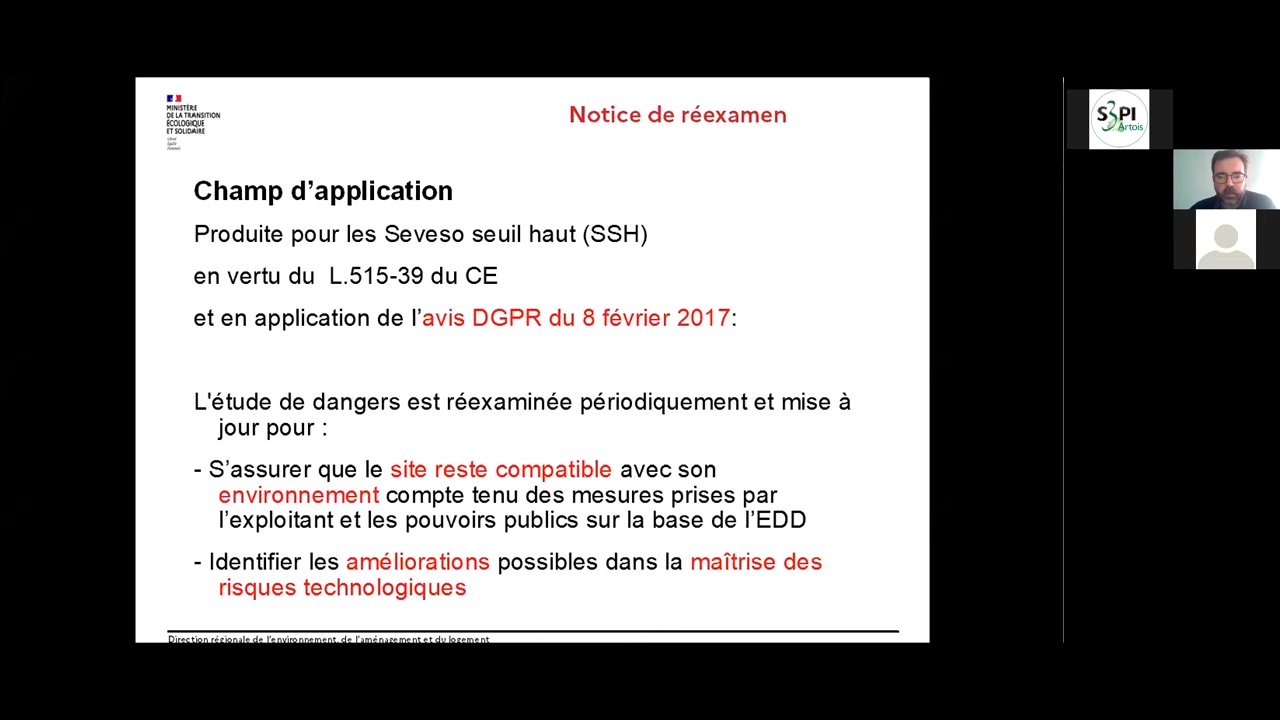 MINISTÈRE
DE LA TRANSITION
ÉCOLOGIQUE
ET SOLIDAIRE
Liberté
Égalité
Fraternité
Notice de réexamen
Champ d’application
Produite pour les Seveso seuil haut (SSH)
en vertu du L.515-39 du CE
et en application de l’avis DGPR du 8 février 2017:
L'étude de dangers est réexaminée périodiquement et mise à
jour pour :
- S’assurer que le site reste compatible avec son
environnement compte tenu des mesures prises par
l’exploitant et les pouvoirs publics sur la base de l’EDD
- Identifier les améliorations possibles dans la maîtrise des
risques technologiques
Direction régionale de l’environnement, de l’aménagement et du logement
S3PI
Artois